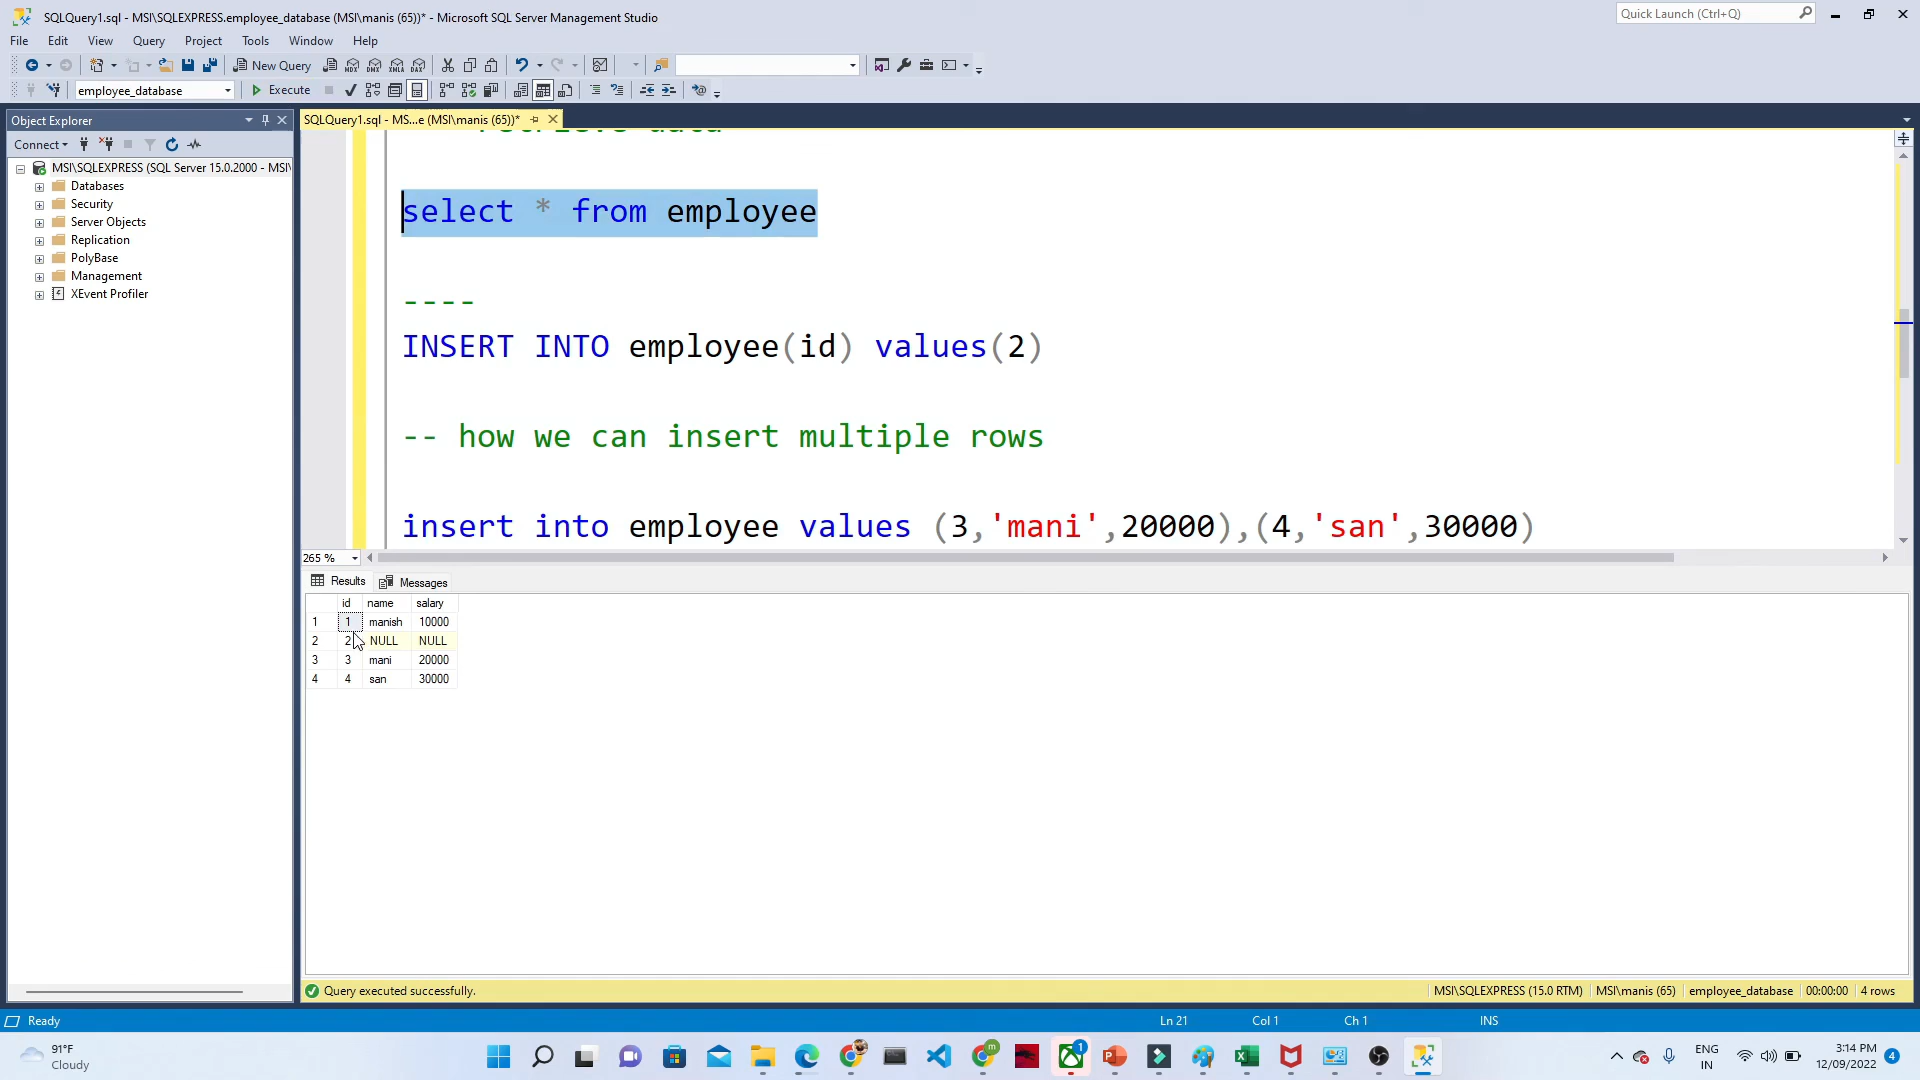 SQLQuery1.sql - MSI\SQLEXPRESS.employee_database (MSI\manis (65))* - Microsoft SQL Server Management Studio
Quick Launch (Ctrl+Q)
File Edit View Query Project Tools Window Help
New Query
employee_database Execute
Object Explorer
SQLQuery1.sql - MS...e (MSI\manis (65))*
Connect
MSI\SQLEXPRESS (SQL Server 15.0.2000 - MSI\
Databases
Security
Server Objects
Replication
PolyBase
Management
XEvent Profiler
select * from employee
----
INSERT INTO employee(id) values(2)
-- how we can insert multiple rows
insert into employee values (3,'mani',20000),(4,'san',30000)
265 %
Results Messages
id name salary
1 1 manish 10000
2 2 NULL NULL
3 3 mani 20000
4 4 san 30000
Query executed successfully.
MSI\SQLEXPRESS (15.0 RTM) MSI\manis (65) employee_database 00:00:00 4 rows
Ready
Ln 21 Col 1 Ch 1 INS
91°F
Cloudy
1
m
ENG
IN
3:14 PM
12/09/2022
4